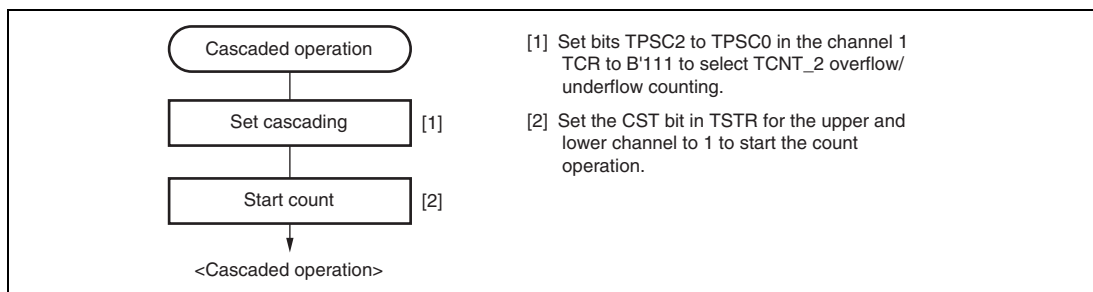 Cascaded operation
Set cascading [1]
Start count [2]
<Cascaded operation>
[1] Set bits TPSC2 to TPSC0 in the channel 1
TCR to B'111 to select TCNT_2 overflow/
underflow counting.
[2] Set the CST bit in TSTR for the upper and
lower channel to 1 to start the count
operation.